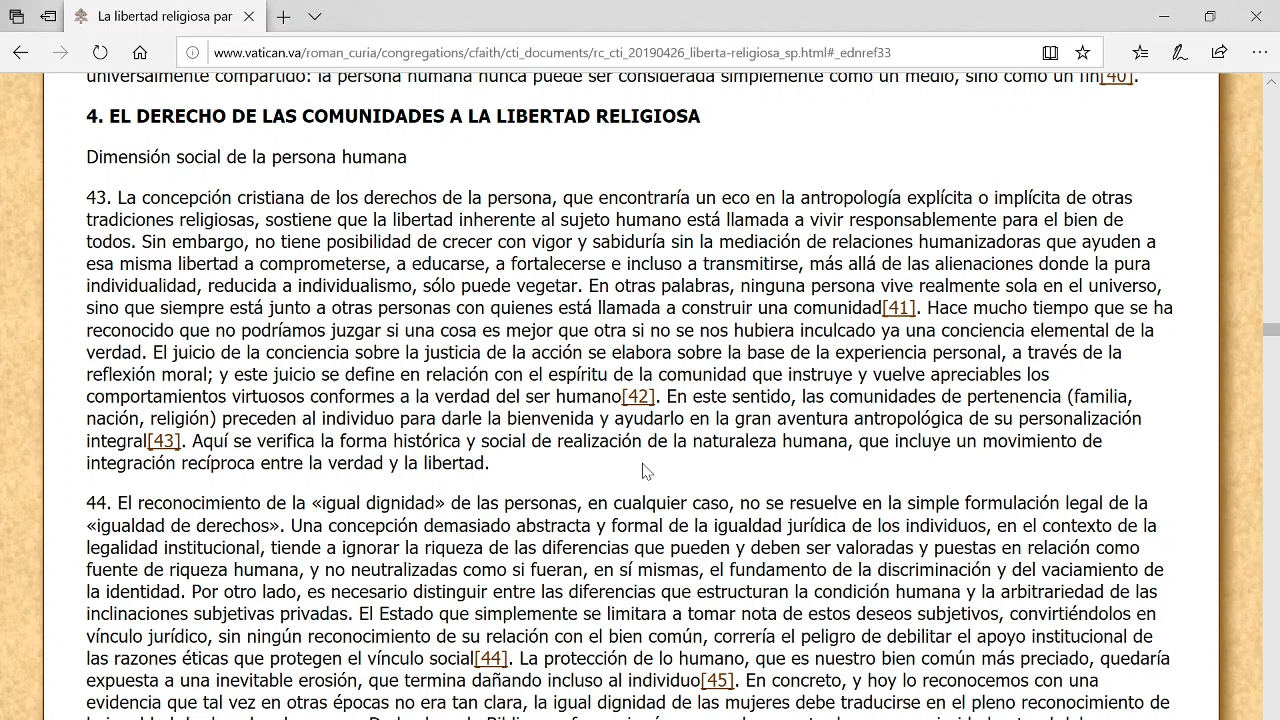 La libertad religiosa par
www.vatican.va/roman_curia/congregations/cfaith/cti_documents/rc_cti_20190426_liberta-religiosa_sp.html#_ednref33
universalmente compartido: la persona humana nunca puede ser considerada simplemente como un medio, sino como un fin[40].
4. EL DERECHO DE LAS COMUNIDADES A LA LIBERTAD RELIGIOSA
Dimensión social de la persona humana
43. La concepción cristiana de los derechos de la persona, que encontraría un eco en la antropología explícita o implícita de otras
tradiciones religiosas, sostiene que la libertad inherente al sujeto humano está llamada a vivir responsablemente para el bien de
todos. Sin embargo, no tiene posibilidad de crecer con vigor y sabiduría sin la mediación de relaciones humanizadoras que ayuden a
esa misma libertad a comprometerse, a educarse, a fortalecerse e incluso a transmitirse, más allá de las alienaciones donde la pura
individualidad, reducida a individualismo, sólo puede vegetar. En otras palabras, ninguna persona vive realmente sola en el universo,
sino que siempre está junto a otras personas con quienes está llamada a construir una comunidad[41]. Hace mucho tiempo que se ha
reconocido que no podríamos juzgar si una cosa es mejor que otra si no se nos hubiera inculcado ya una conciencia elemental de la
verdad. El juicio de la conciencia sobre la justicia de la acción se elabora sobre la base de la experiencia personal, a través de la
reflexión moral; y este juicio se define en relación con el espíritu de la comunidad que instruye y vuelve apreciables los
comportamientos virtuosos conformes a la verdad del ser humano[42]. En este sentido, las comunidades de pertenencia (familia,
nación, religión) preceden al individuo para darle la bienvenida y ayudarlo en la gran aventura antropológica de su personalización
integral[43]. Aquí se verifica la forma histórica y social de realización de la naturaleza humana, que incluye un movimiento de
integración recíproca entre la verdad y la libertad.
44. El reconocimiento de la «igual dignidad» de las personas, en cualquier caso, no se resuelve en la simple formulación legal de la
«igualdad de derechos». Una concepción demasiado abstracta y formal de la igualdad jurídica de los individuos, en el contexto de la
legalidad institucional, tiende a ignorar la riqueza de las diferencias que pueden y deben ser valoradas y puestas en relación como
fuente de riqueza humana, y no neutralizadas como si fueran, en sí mismas, el fundamento de la discriminación y del vaciamiento de
la identidad. Por otro lado, es necesario distinguir entre las diferencias que estructuran la condición humana y la arbitrariedad de las
inclinaciones subjetivas privadas. El Estado que simplemente se limitara a tomar nota de estos deseos subjetivos, convirtiéndolos en
vínculo jurídico, sin ningún reconocimiento de su relación con el bien común, correría el peligro de debilitar el apoyo institucional de
las razones éticas que protegen el vínculo social[44]. La protección de lo humano, que es nuestro bien común más preciado, quedaría
expuesta a una inevitable erosión, que termina dañando incluso al individuo[45]. En concreto, y hoy lo reconocemos con una
evidencia que tal vez en otras épocas no era tan clara, la igual dignidad de las mujeres debe traducirse en el pleno reconocimiento de